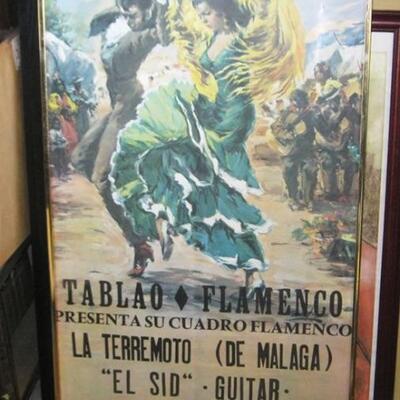 TABLAO ♦ FLAMENCO
PRESENTA SU CUADRO FLAMENCO
LA TERREMOTO (DE MALAGA)
"EL SID" · GUITAR ·